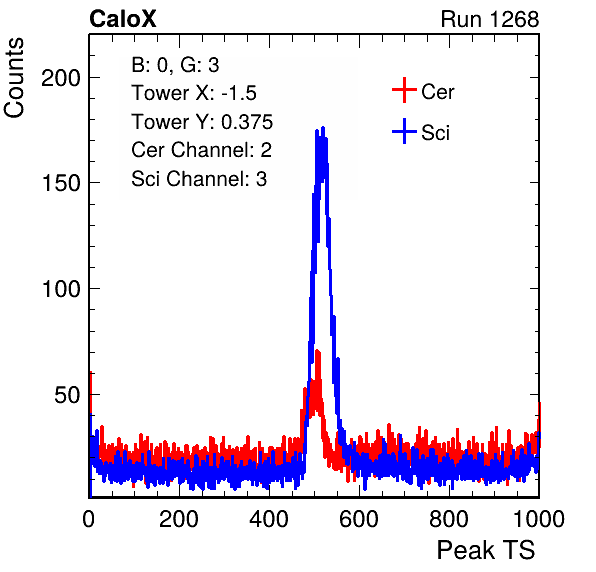 CaloX Run 1268
Counts
B: 0, G: 3
Tower X: -1.5
Tower Y: 0.375
Cer Channel: 2
Sci Channel: 3
Cer
Sci
200
150
100
50
0 200 400 600 800 1000
Peak TS